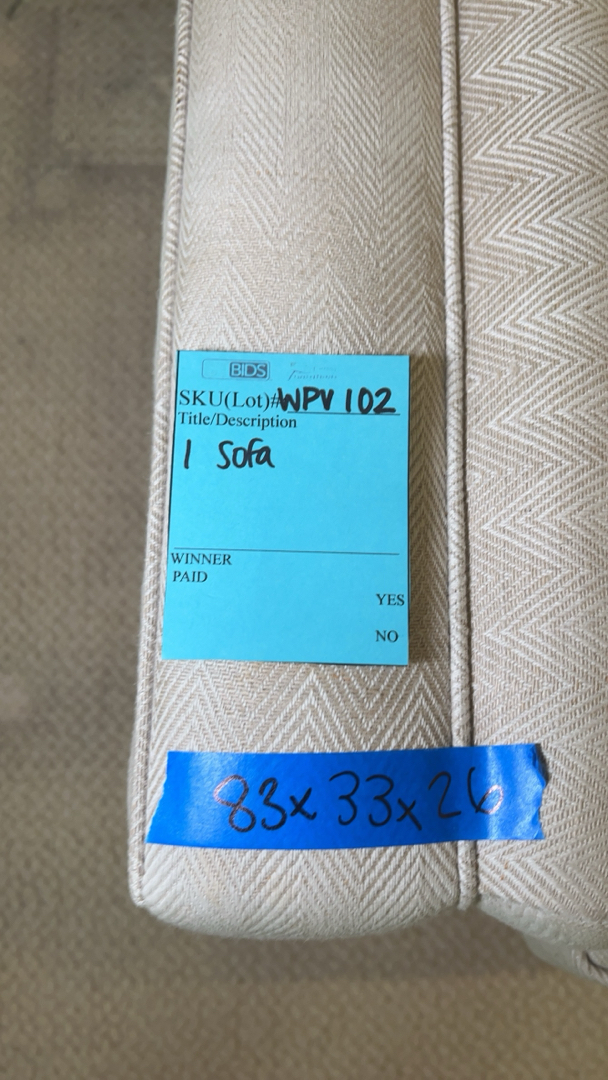 BIDS
SKU(Lot)#WPV 102
Title/Description
1 Sofa
WINNER
PAID
YES
NO
83x33x26